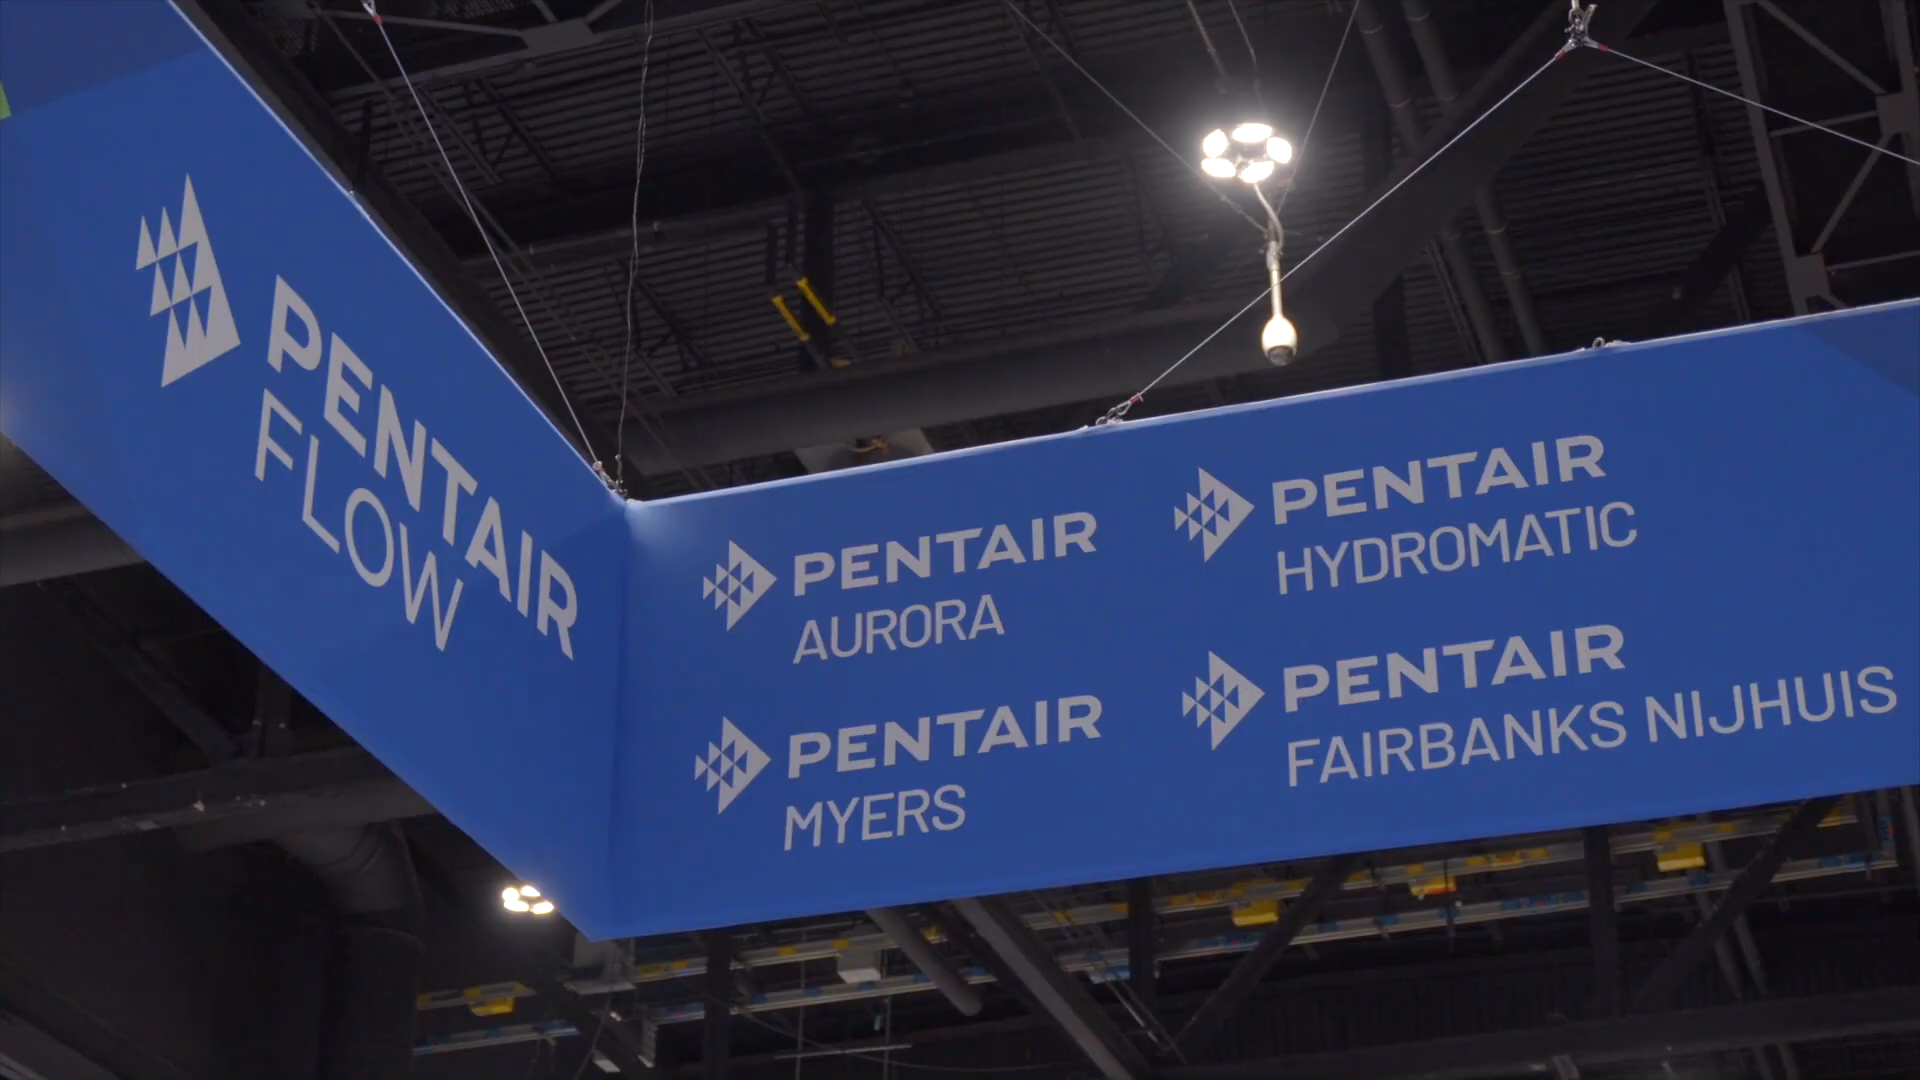 PENTAIR
FLOW
PENTAIR
AURORA
PENTAIR
HYDROMATIC
PENTAIR
MYERS
PENTAIR
FAIRBANKS NIJHUIS